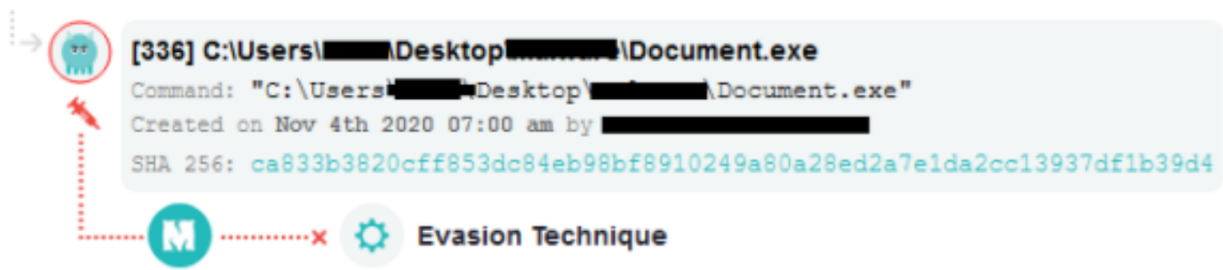 [336] C:\Users\ \Desktop \Document.exe
Command: "C:\Users \Desktop\ \Document.exe"
Created on Nov 4th 2020 07:00 am by
SHA 256: ca833b3820cff853dc84eb98bf8910249a80a28ed2a7e1da2cc13937df1b39d4
M
Evasion Technique